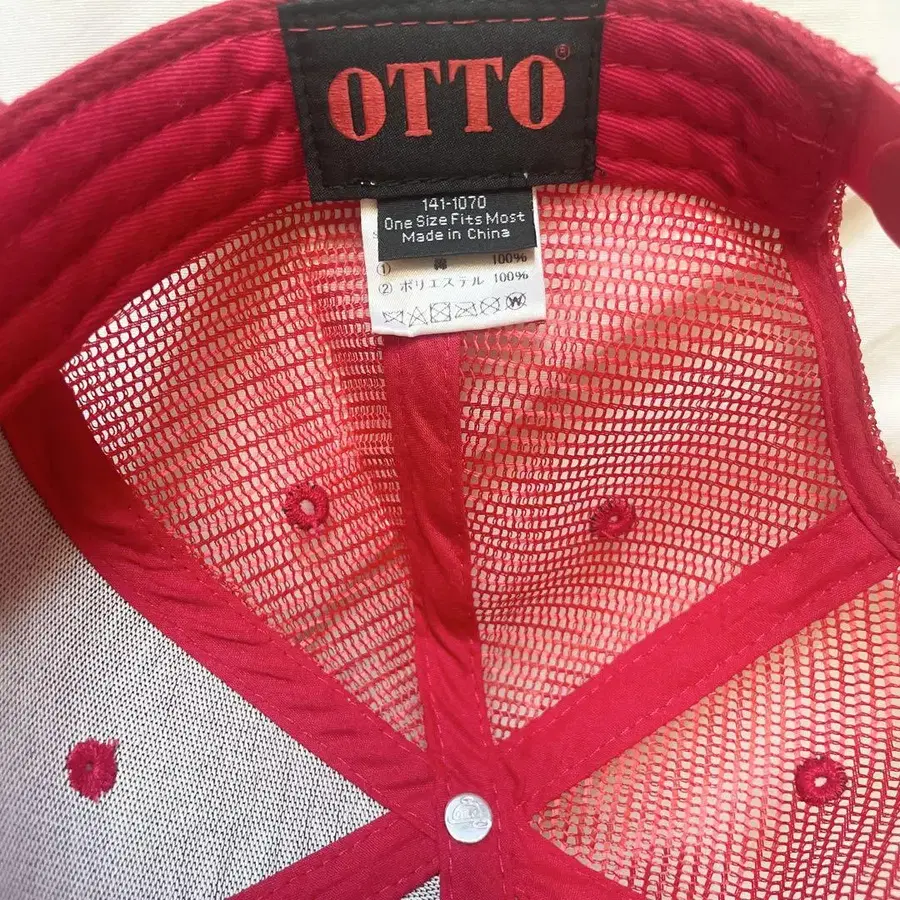 OTTO®
141-1070
One Size Fits Most
Made in China
(1) 綿 100%
(2) ポリエステル 100%
W